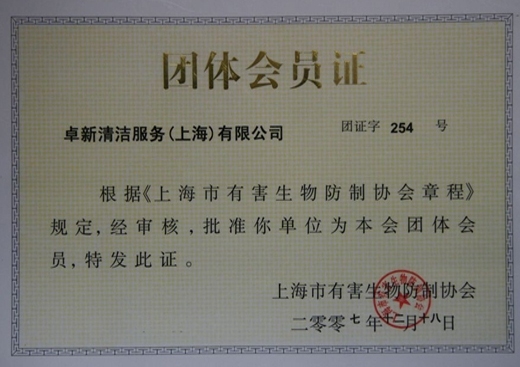 团体会员证
卓新清洁服务(上海)有限公司 团证字 254 号
根据《上海市有害生物防制协会章程》
规定,经审核,批准你单位为本会团体会
员,特发此证。
上海市有害生物防制协会
二零零七年十二月十八日